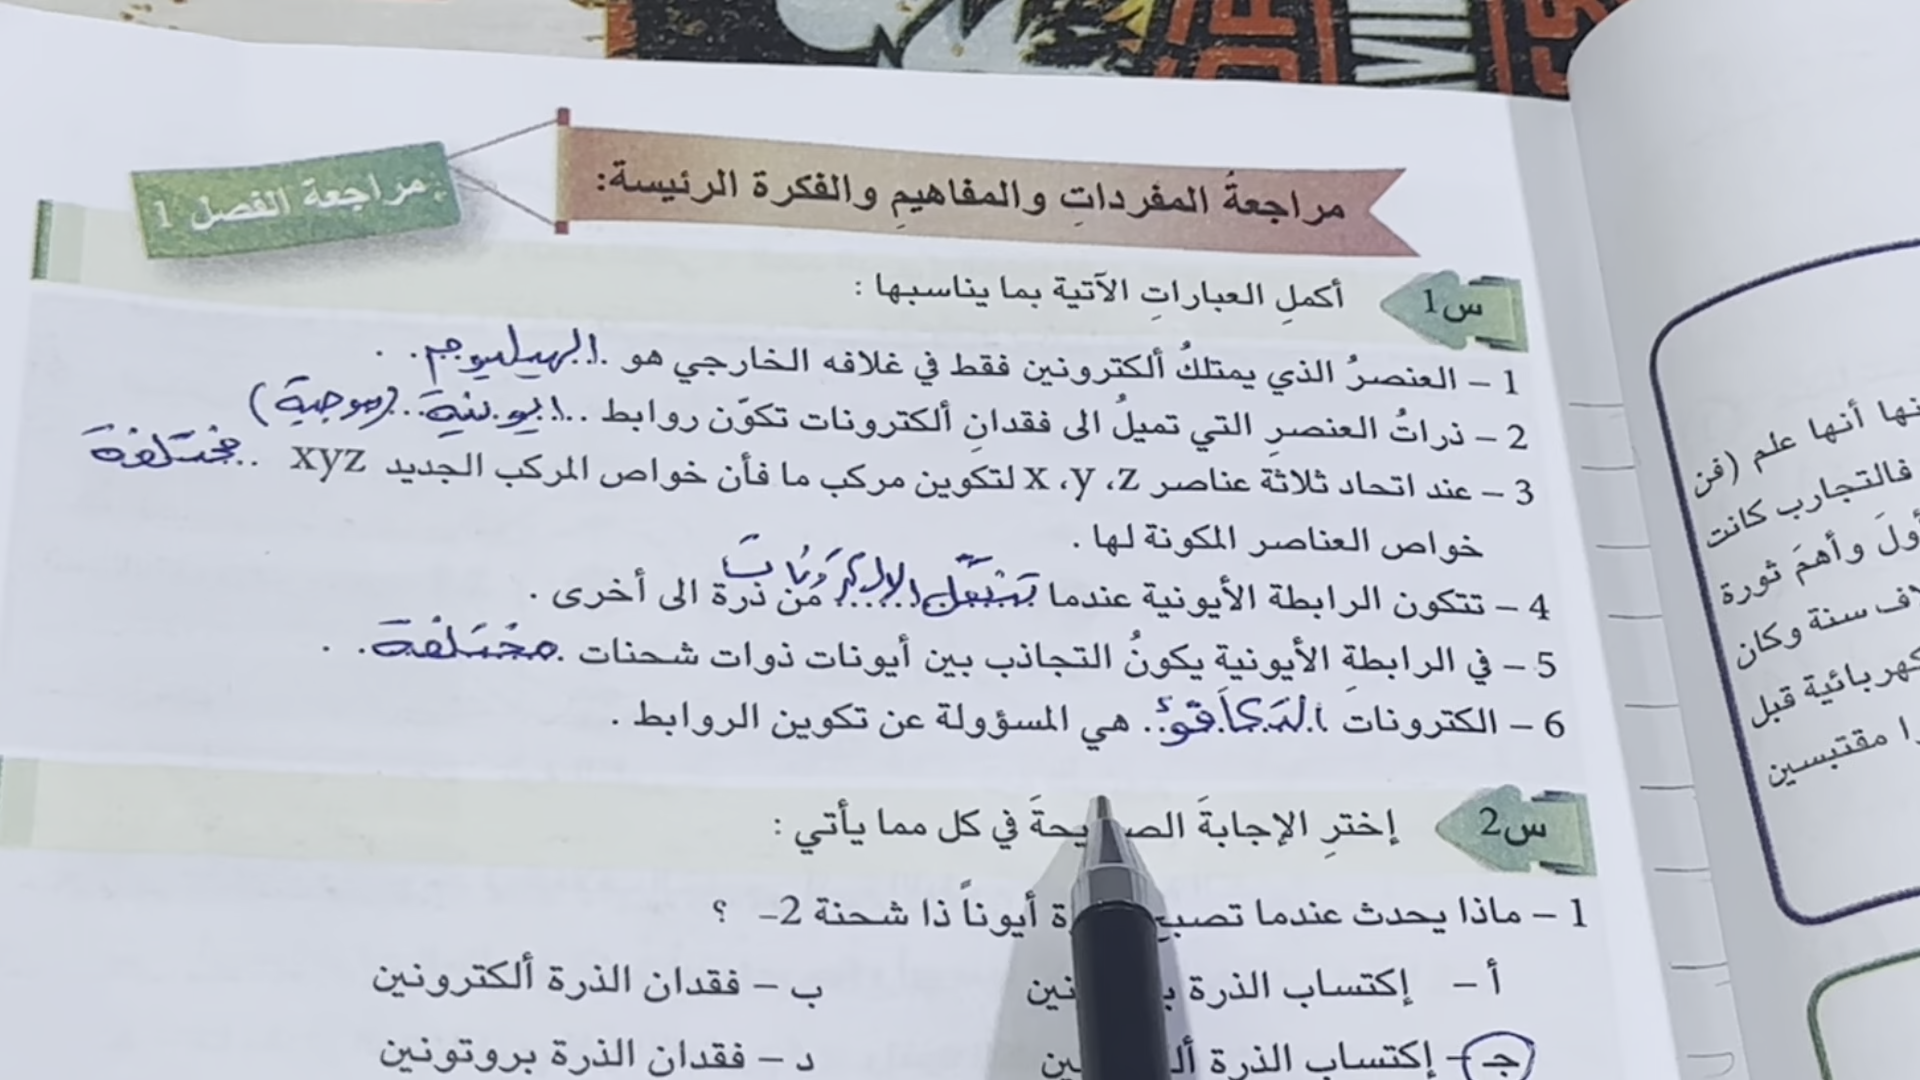 مراجعة الفصل 1
مراجعةُ المفرداتِ والمفاهيمِ والفكرة الرئيسة:
س1 أكملِ العباراتِ الآتية بما يناسبها :
1 – العنصرُ الذي يمتلكُ ألكترونين فقط في غلافه الخارجي هو الهيليوم .
2 – ذراتُ العنصرِ التي تميلُ الى فقدانِ ألكترونات تكوّن روابط ايونية (موجبة)
3 – عند اتحاد ثلاثة عناصر x ،y ،z لتكوين مركب ما فأن خواص المركب الجديد xyz مختلفة
خواص العناصر المكونة لها .
4 – تتكون الرابطة الأيونية عندما تنتقل الالكترونات من ذرة الى أخرى .
5 – في الرابطة الأيونية يكونُ التجاذب بين أيونات ذوات شحنات مختلفة .
6 – الكترونات التكافؤ هي المسؤولة عن تكوين الروابط .
س2 إخترِ الإجابةَ في كل مما يأتي :
1 – ماذا يحدث عندما أيوناً ذا شحنة 2– ؟
أ – إكتساب الذرة
ب – فقدان الذرة ألكترونين
جـ – إكتساب الذرة
د – فقدان الذرة بروتونين
نها أنها علم (فن
فالتجارب كانت
أولَ وأهمَ ثورة
لاف سنة وكان
كهربائية قبل
مقتبسين